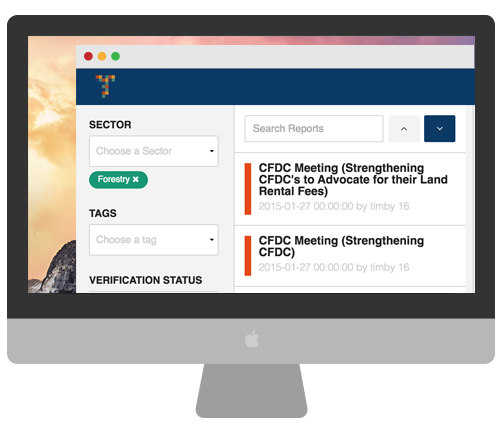 SECTOR
Choose a Sector
Forestry ✖
TAGS
Choose a tag
VERIFICATION STATUS
Search Reports
CFDC Meeting (Strengthening
CFDC's to Advocate for their Land
Rental Fees)
2015-01-27 00:00:00 by timby 16
CFDC Meeting (Strengthening
CFDC)
2015-01-27 00:00:00 by timby 16